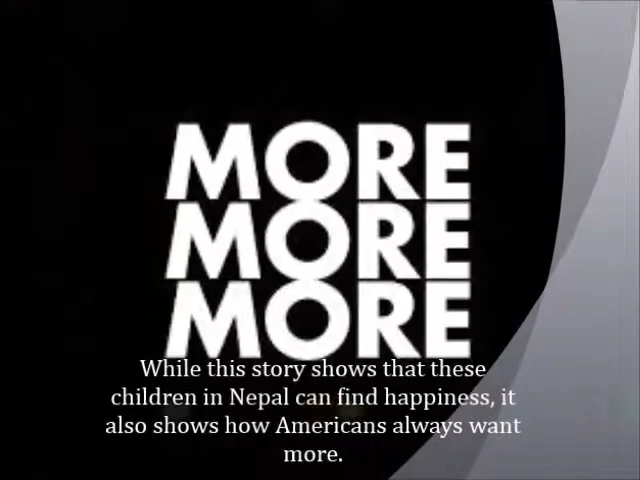 MORE
MORE
MORE
While this story shows that these
children in Nepal can find happiness, it
also shows how Americans always want
more.